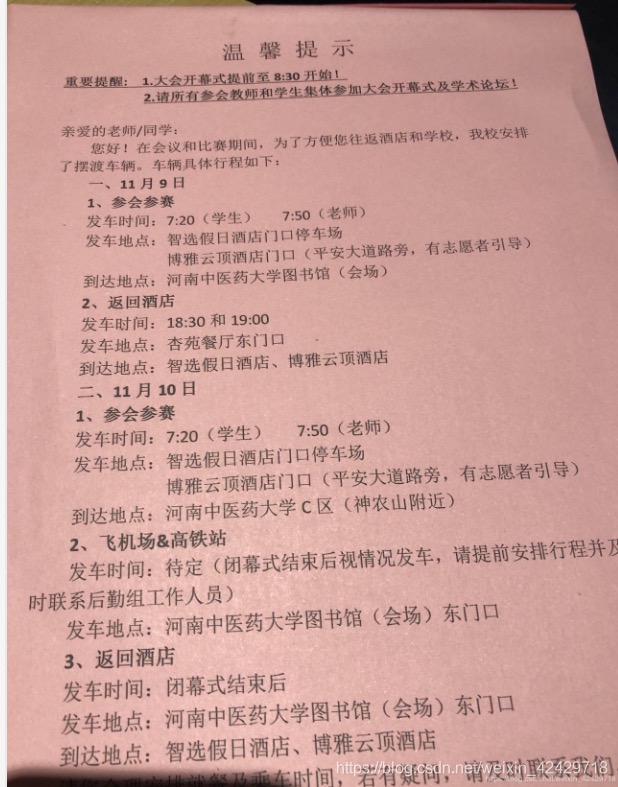 温 馨 提 示
重要提醒: 1.大会开幕式提前至 8:30 开始!
2.请所有参会教师和学生集体参加大会开幕式及学术论坛!
亲爱的老师/同学:
您好!在会议和比赛期间,为了方便您往返酒店和学校,我校安排
了摆渡车辆。车辆具体行程如下:
一、11 月 9 日
1、参会参赛
发车时间:7:20(学生) 7:50(老师)
发车地点:智选假日酒店门口停车场
博雅云顶酒店门口(平安大道路旁,有志愿者引导)
到达地点:河南中医药大学图书馆(会场)
2、返回酒店
发车时间:18:30 和 19:00
发车地点:杏苑餐厅东门口
到达地点:智选假日酒店、博雅云顶酒店
二、11 月 10 日
1、参会参赛
发车时间:7:20(学生) 7:50(老师)
发车地点:智选假日酒店门口停车场
博雅云顶酒店门口(平安大道路旁,有志愿者引导)
到达地点:河南中医药大学 C 区(神农山附近)
2、飞机场&高铁站
发车时间:待定(闭幕式结束后视情况发车,请提前安排行程并及
时联系后勤组工作人员)
发车地点:河南中医药大学图书馆(会场)东门口
3、返回酒店
发车时间:闭幕式结束后
发车地点:河南中医药大学图书馆(会场)东门口
到达地点:智选假日酒店、博雅云顶酒店
安排就餐及乘车时间,若有疑问,请及时联系我们
https://blog.csdn.net/weixin_42429718